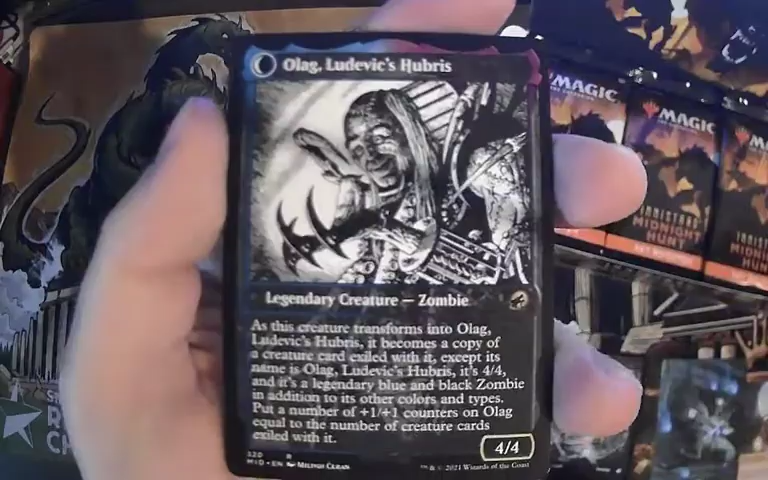 Olag, Ludevic's Hubris
MAGIC
MAGIC
MA
INNISTRAD
MIDNIGHT
HUNT
Legendary Creature — Zombie
As this creature transforms into Olag,
Ludevic's Hubris, it becomes a copy of
a creature card exiled with it, except its
name is Olag, Ludevic's Hubris, it's 4/4,
and it's a legendary blue and black Zombie
in addition to its other colors and types.
Put a number of +1/+1 counters on Olag
equal to the number of creature cards
exiled with it.
4/4
320 R
MID • EN
™ & © 2021 Wizards of the Coast